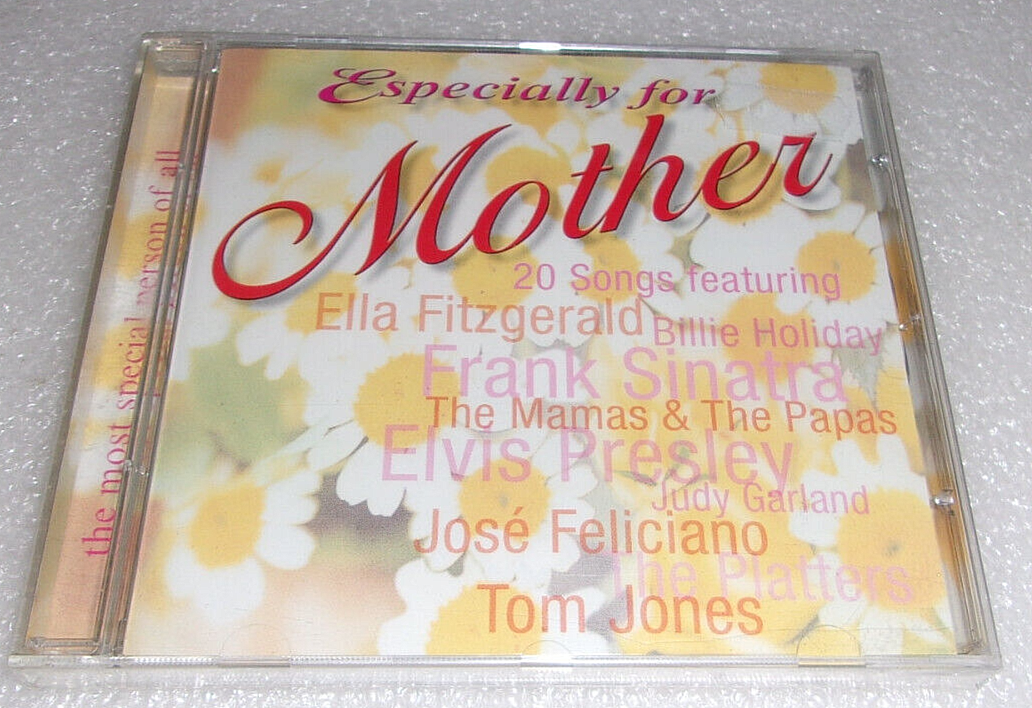 Especially for
Mother
20 Songs featuring
Ella Fitzgerald
Billie Holiday
Frank Sinatra
The Mamas & The Papas
Elvis Presley
Judy Garland
José Feliciano
The Platters
Tom Jones
the most special person of all